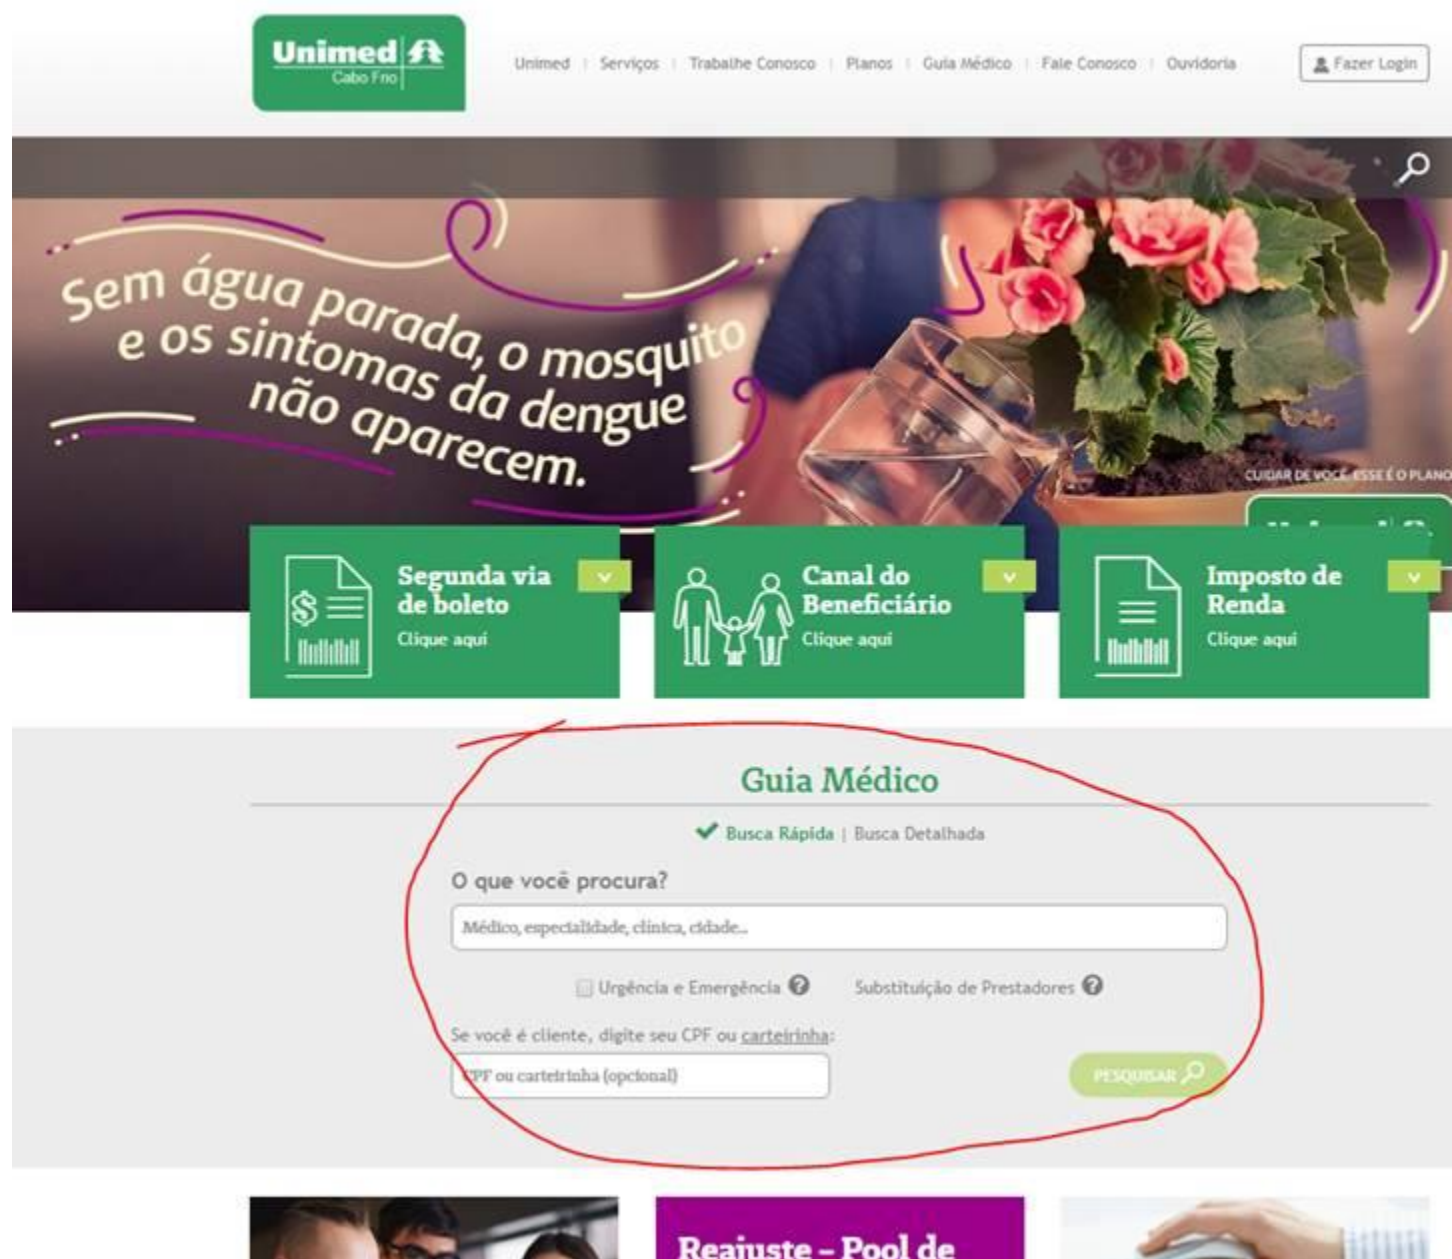 Unimed
Cabo Frio
Unimed | Serviços | Trabalhe Conosco | Planos | Guia Médico | Fale Conosco | Ouvidoria
Fazer Login
Sem água parada, o mosquito
e os sintomas da dengue
não aparecem.
CUIDAR DE VOCÊ. ESSE É O PLANO
Segunda via
de boleto
Clique aqui
Canal do
Beneficiário
Clique aqui
Imposto de
Renda
Clique aqui
Guia Médico
Busca Rápida | Busca Detalhada
O que você procura?
Médico, especialidade, clínica, cidade...
Urgência e Emergência ?
Substituição de Prestadores ?
Se você é cliente, digite seu CPF ou carteirinha:
CPF ou carteirinha (opcional)
PESQUISAR
Reajuste – Pool de